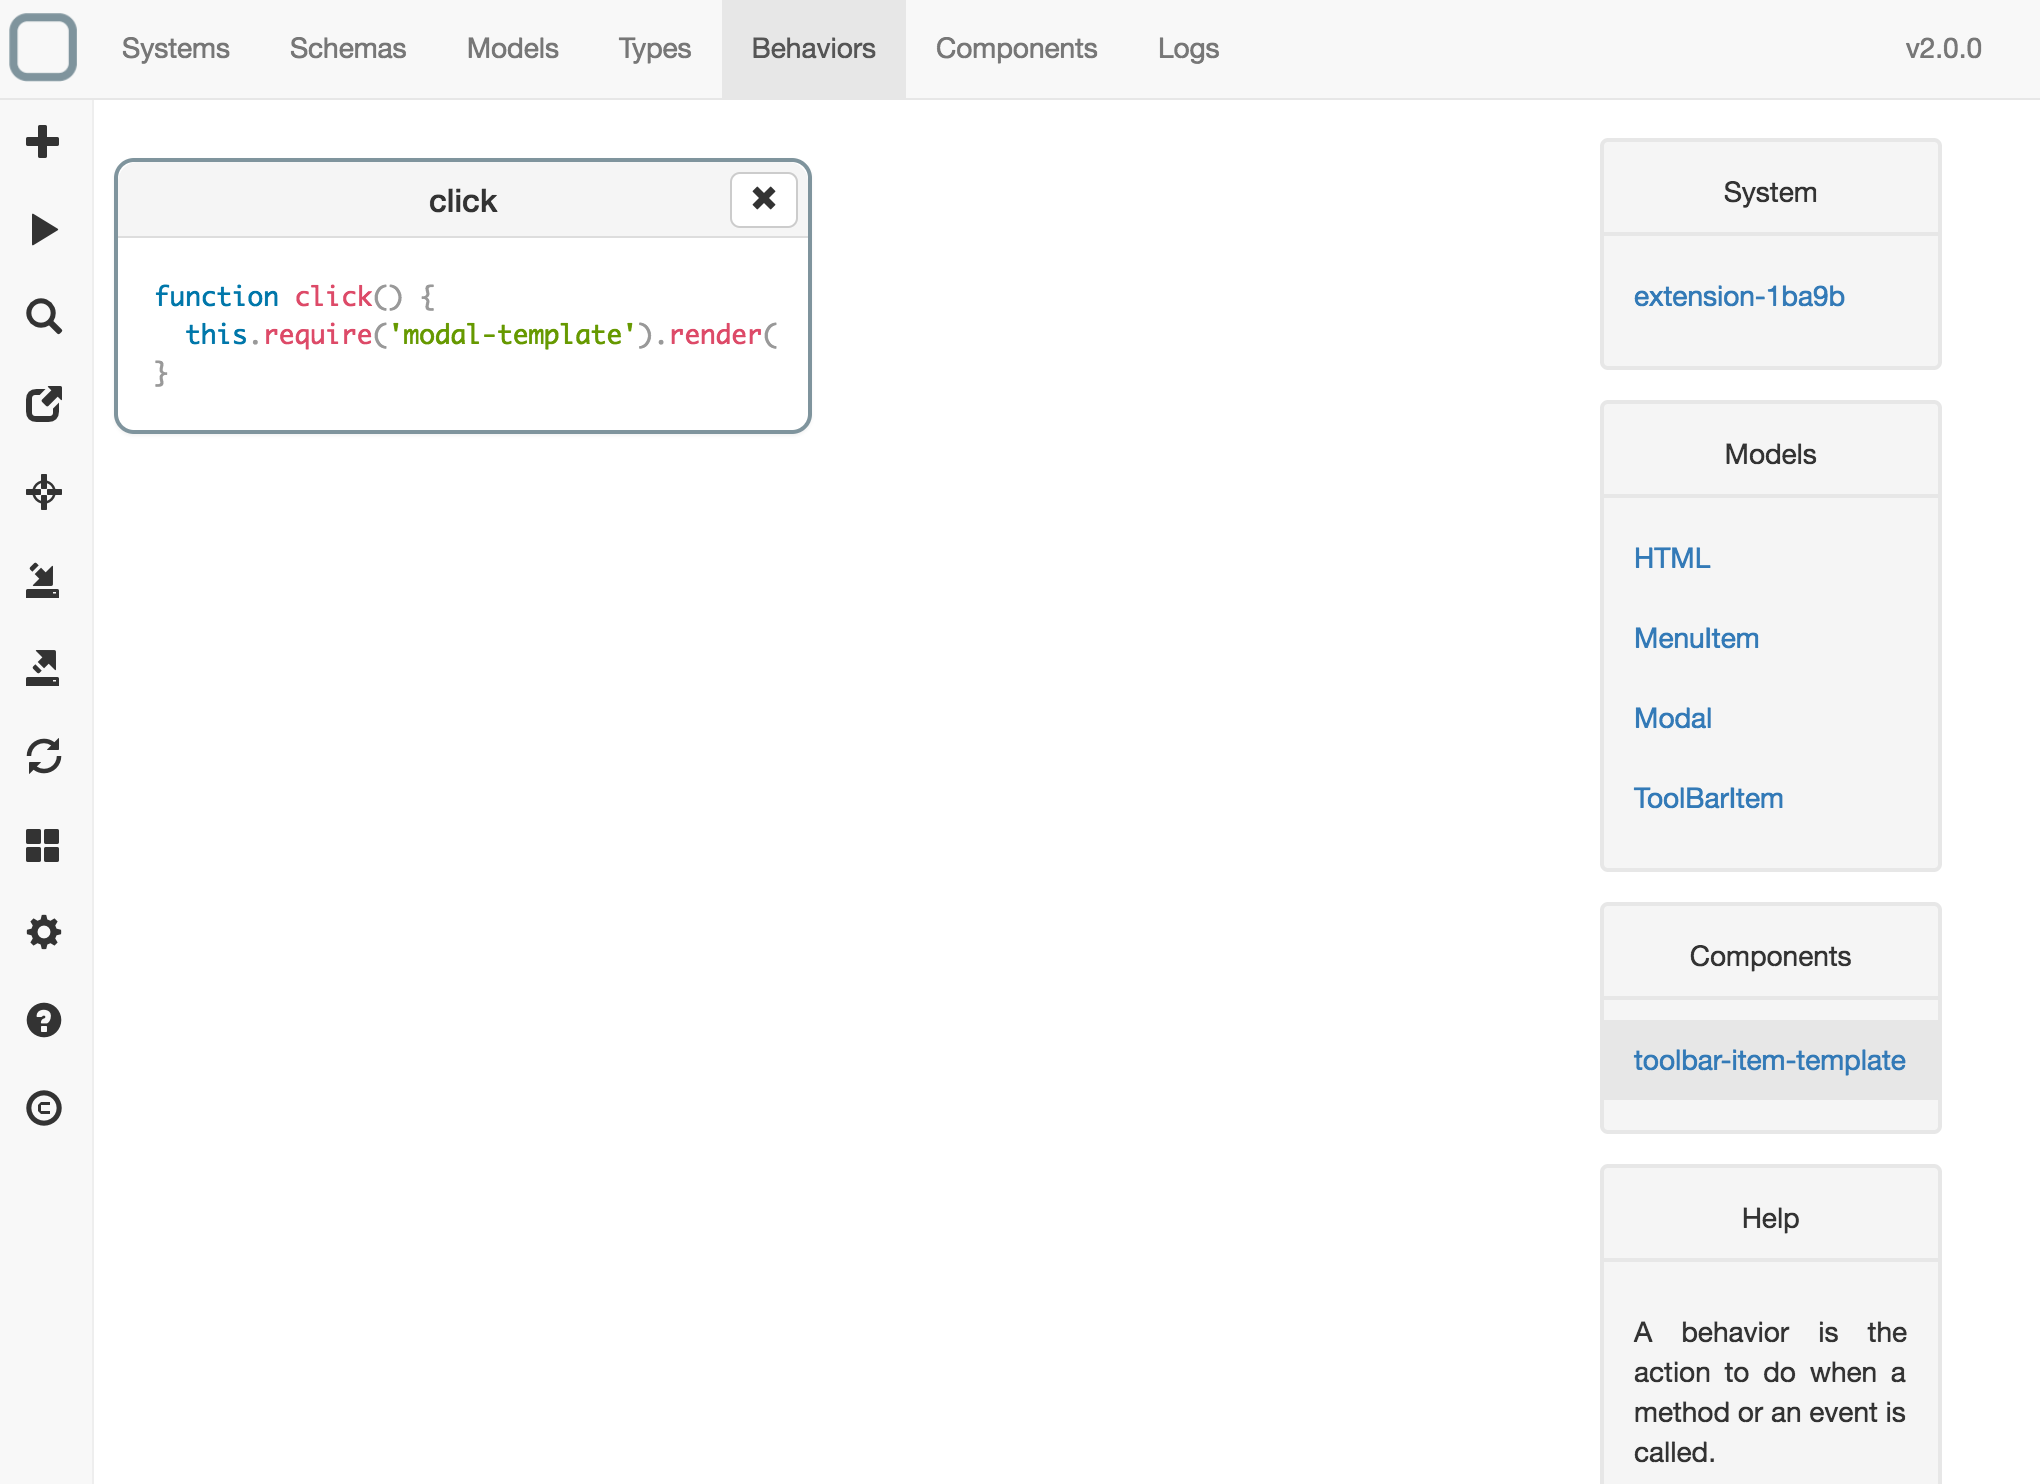 Systems Schemas Models Types Behaviors Components Logs v2.0.0
click
function click() {
  this.require('modal-template').render(
}
System
extension-1ba9b
Models
HTML
MenuItem
Modal
ToolBarItem
Components
toolbar-item-template
Help
A behavior is the
action to do when a
method or an event is
called.